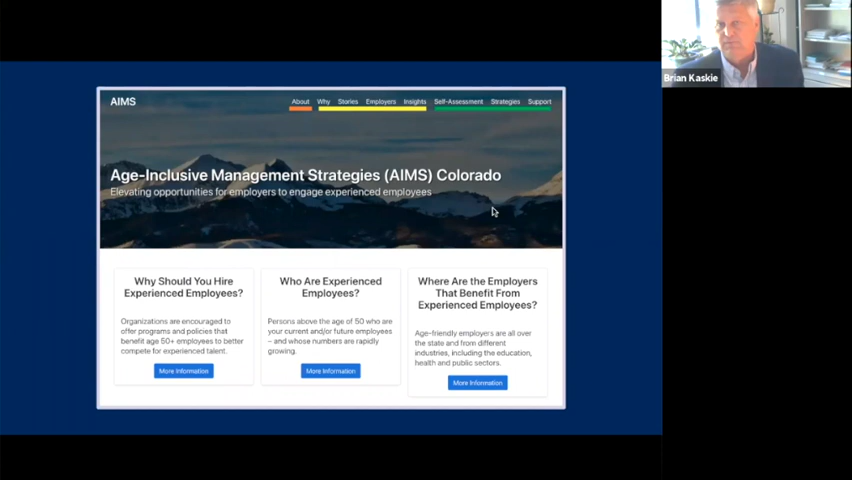 Brian Kaskie
AIMS
About Why Stories Employers Insights Self-Assessment Strategies Support
Age-Inclusive Management Strategies (AIMS) Colorado
Elevating opportunities for employers to engage experienced employees
Why Should You Hire
Experienced Employees?
Organizations are encouraged to
offer programs and policies that
benefit age 50+ employees to better
compete for experienced talent.
More Information
Who Are Experienced
Employees?
Persons above the age of 50 who are
your current and/or future employees
– and whose numbers are rapidly
growing.
More Information
Where Are the Employers
That Benefit From
Experienced Employees?
Age-friendly employers are all over
the state and from different
industries, including the education,
health and public sectors.
More Information